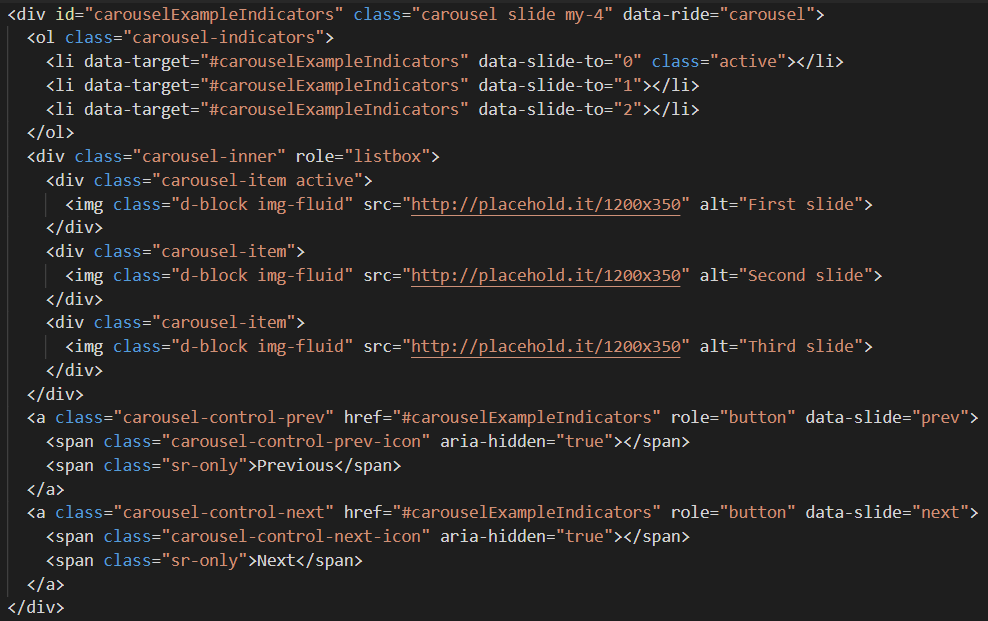 <div id="carouselExampleIndicators" class="carousel slide my-4" data-ride="carousel">
  <ol class="carousel-indicators">
    <li data-target="#carouselExampleIndicators" data-slide-to="0" class="active"></li>
    <li data-target="#carouselExampleIndicators" data-slide-to="1"></li>
    <li data-target="#carouselExampleIndicators" data-slide-to="2"></li>
  </ol>
  <div class="carousel-inner" role="listbox">
    <div class="carousel-item active">
      <img class="d-block img-fluid" src="http://placehold.it/1200x350" alt="First slide">
    </div>
    <div class="carousel-item">
      <img class="d-block img-fluid" src="http://placehold.it/1200x350" alt="Second slide">
    </div>
    <div class="carousel-item">
      <img class="d-block img-fluid" src="http://placehold.it/1200x350" alt="Third slide">
    </div>
  </div>
  <a class="carousel-control-prev" href="#carouselExampleIndicators" role="button" data-slide="prev">
    <span class="carousel-control-prev-icon" aria-hidden="true"></span>
    <span class="sr-only">Previous</span>
  </a>
  <a class="carousel-control-next" href="#carouselExampleIndicators" role="button" data-slide="next">
    <span class="carousel-control-next-icon" aria-hidden="true"></span>
    <span class="sr-only">Next</span>
  </a>
</div>